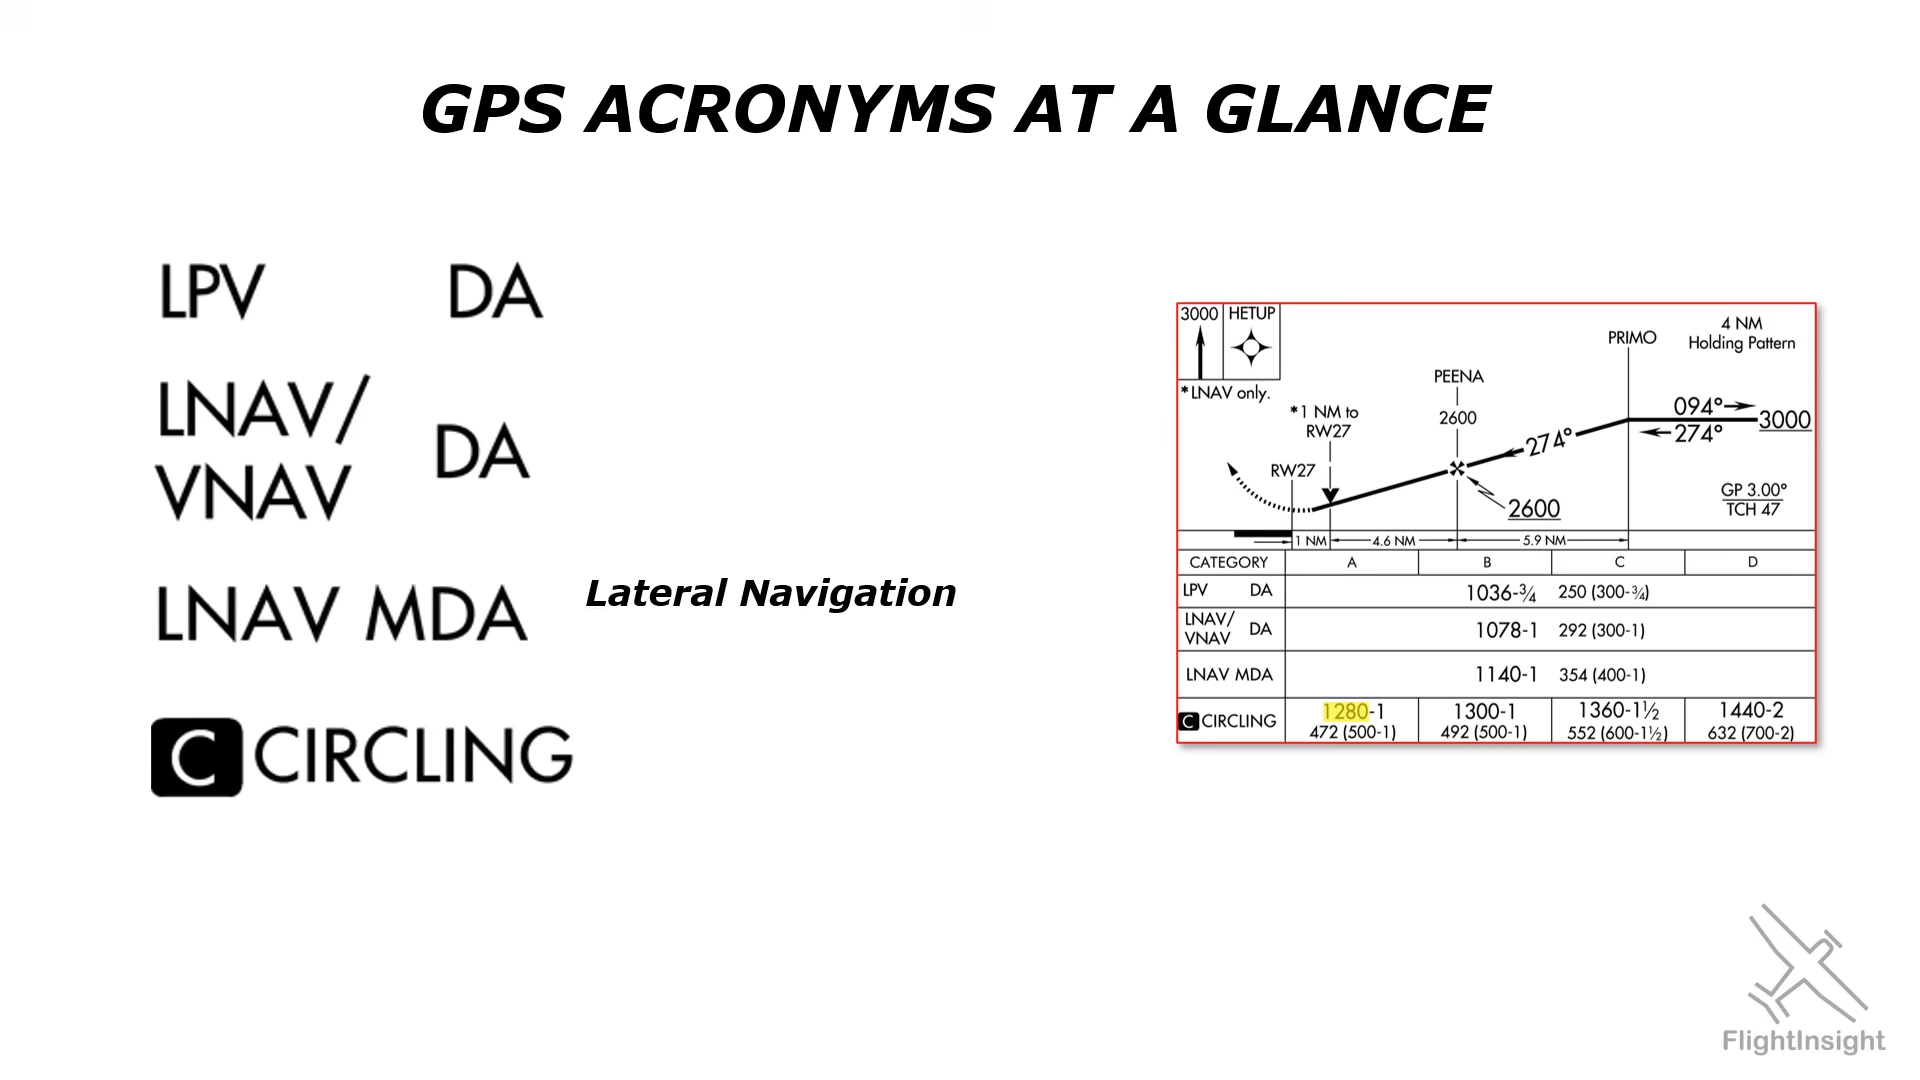 GPS ACRONYMS AT A GLANCE
LPV DA
LNAV/
VNAV DA
LNAV MDA
Lateral Navigation
C CIRCLING
3000 HETUP
*LNAV only.
PRIMO
4 NM
Holding Pattern
PEENA
2600
*1 NM to
RW27
RW27
274°
094°
274°
3000
2600
GP 3.00°
TCH 47
1 NM 4.6 NM 5.9 NM
CATEGORY A B C D
LPV DA 1036-¾ 250 (300-¾)
LNAV/
VNAV DA 1078-1 292 (300-1)
LNAV MDA 1140-1 354 (400-1)
C CIRCLING 1280-1 1300-1 1360-1½ 1440-2
472 (500-1) 492 (500-1) 552 (600-1½) 632 (700-2)
FlightInsight